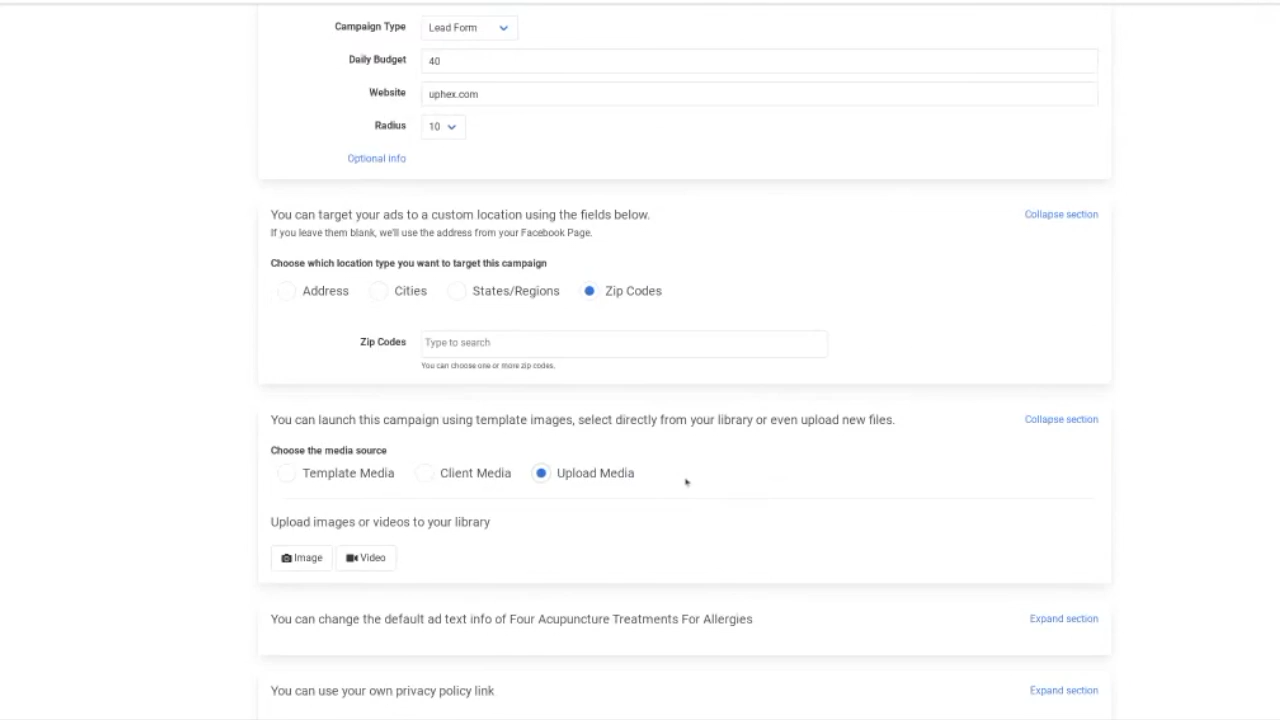 Campaign Type Lead Form
Daily Budget 40
Website uphex.com
Radius 10
Optional info
You can target your ads to a custom location using the fields below. Collapse section
If you leave them blank, we'll use the address from your Facebook Page.
Choose which location type you want to target this campaign
Address Cities States/Regions Zip Codes
Zip Codes Type to search
You can choose one or more zip codes.
You can launch this campaign using template images, select directly from your library or even upload new files. Collapse section
Choose the media source
Template Media Client Media Upload Media
Upload images or videos to your library
Image Video
You can change the default ad text info of Four Acupuncture Treatments For Allergies Expand section
You can use your own privacy policy link Expand section